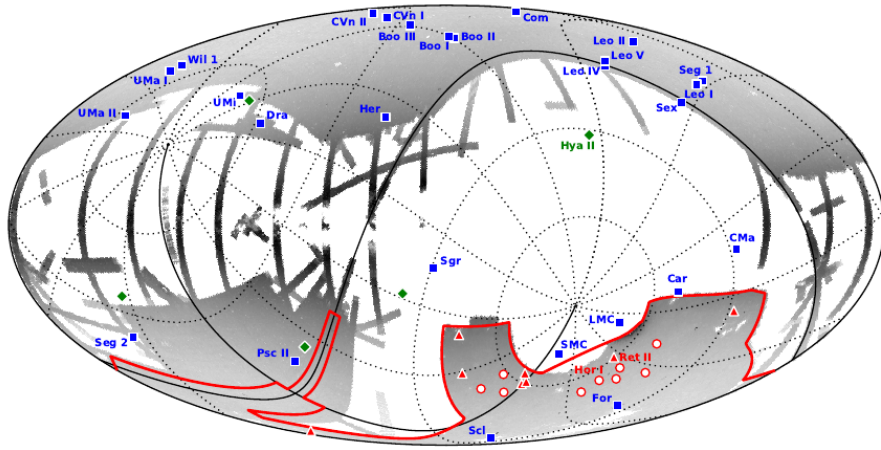 Com
CVn II
CVn I
Boo III
Boo I
Boo II
Leo II
Leo V
Leo IV
Wil 1
UMa I
Seg 1
Leo I
Sex
UMi
UMa II
Dra
Her
Hya II
CMa
Sgr
Car
LMC
Seg 2
Psc II
SMC
Ret II
Hor I
For
Scl